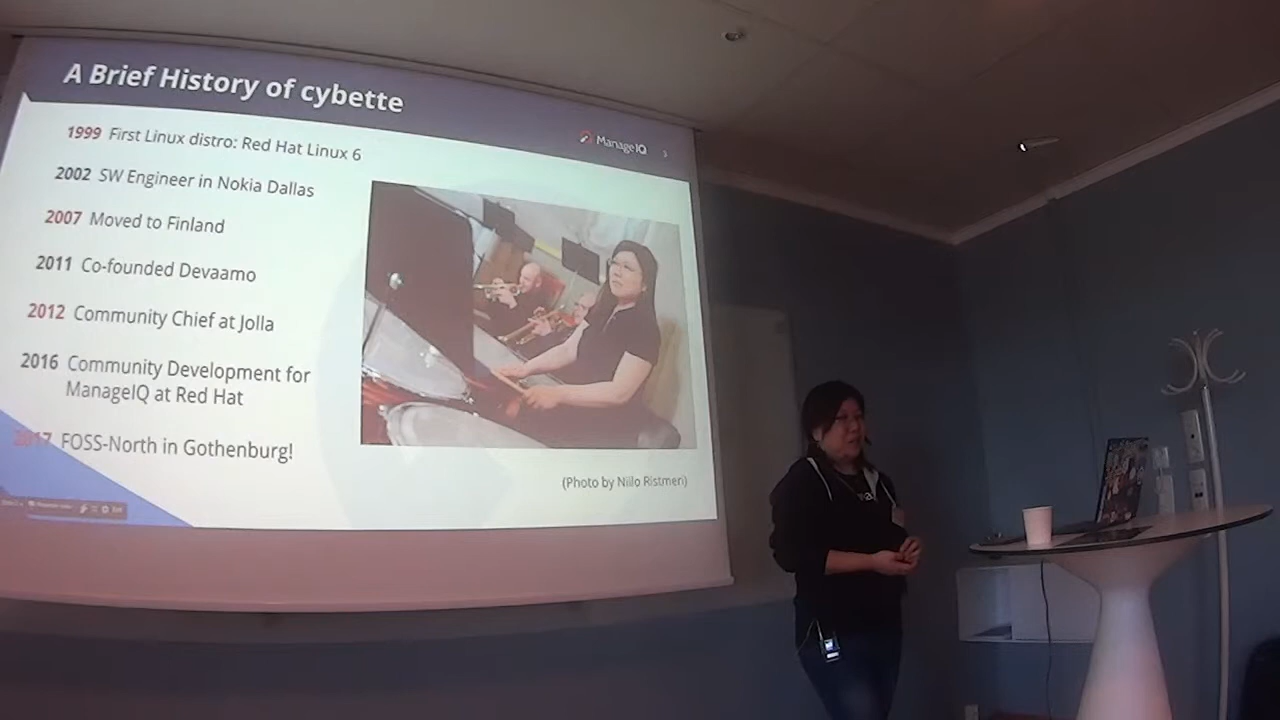 A Brief History of cybette
ManageIQ
3
1999 First Linux distro: Red Hat Linux 6
2002 SW Engineer in Nokia Dallas
2007 Moved to Finland
2011 Co-founded Devaamo
2012 Community Chief at Jolla
2016 Community Development for
ManageIQ at Red Hat
2017 FOSS-North in Gothenburg!
(Photo by Niilo Ristmeri)